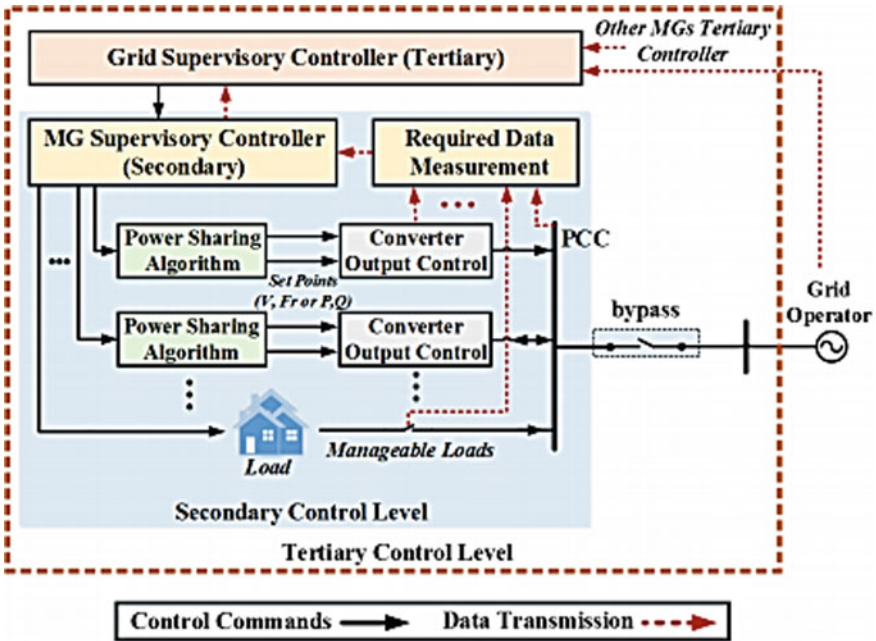 Other MGs Tertiary
Controller
Grid Supervisory Controller (Tertiary)
MG Supervisory Controller
(Secondary)
Required Data
Measurement
Power Sharing
Algorithm
Converter
Output Control
PCC
Set Points
(V, Fr or P,Q)
Power Sharing
Algorithm
Converter
Output Control
bypass
Grid
Operator
Load
Manageable Loads
Secondary Control Level
Tertiary Control Level
Control Commands
Data Transmission